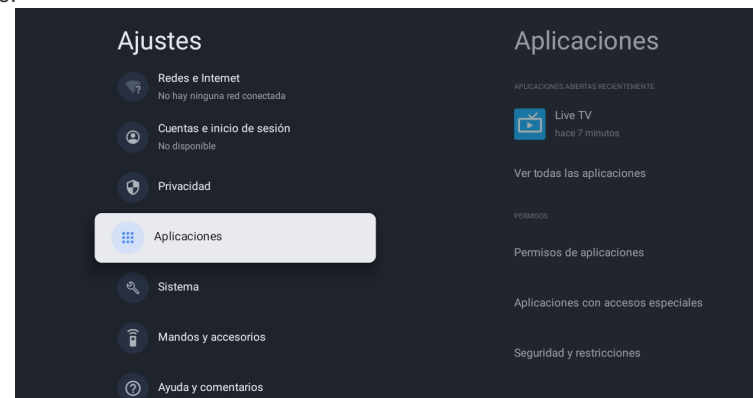 Ajustes
Redes e Internet
No hay ninguna red conectada
Cuentas e inicio de sesión
No disponible
Privacidad
Aplicaciones
Sistema
Mandos y accesorios
Ayuda y comentarios
Aplicaciones
APLICACIONES ABIERTAS RECIENTEMENTE
Live TV
hace 7 minutos
Ver todas las aplicaciones
PERMISOS
Permisos de aplicaciones
Aplicaciones con accesos especiales
Seguridad y restricciones